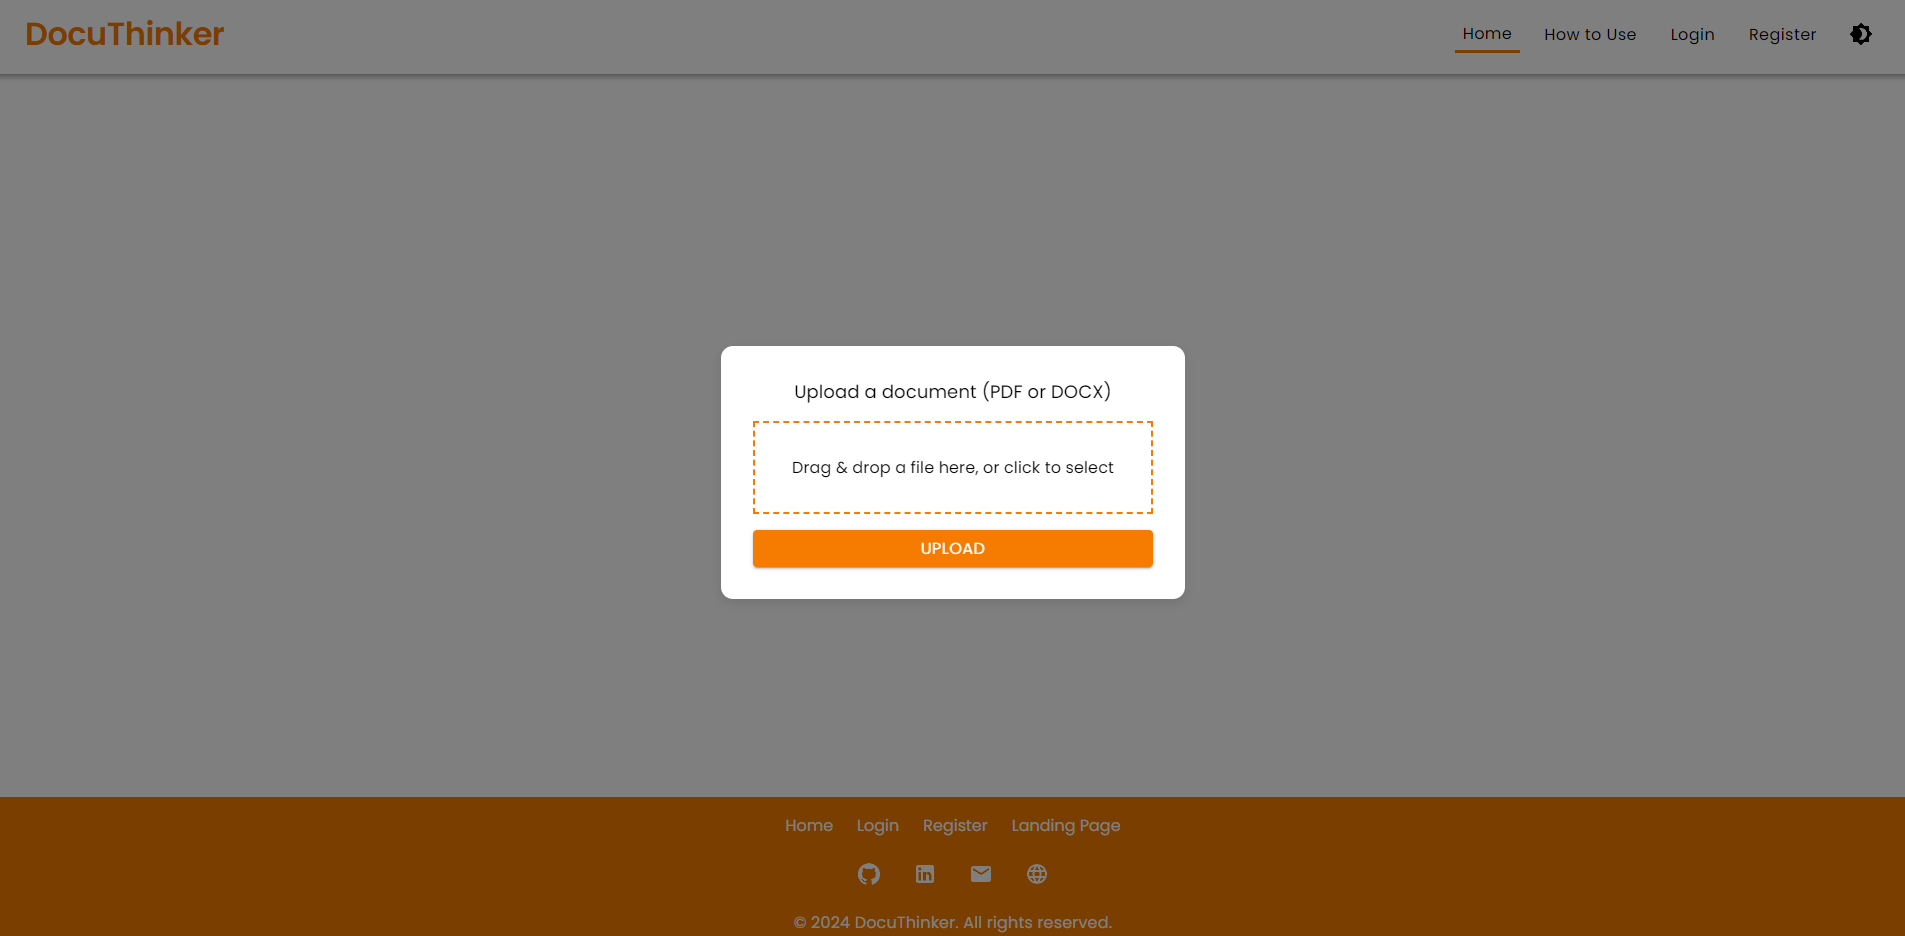 DocuThinker
Home How to Use Login Register
Upload a document (PDF or DOCX)
Drag & drop a file here, or click to select
UPLOAD
Home Login Register Landing Page
© 2024 DocuThinker. All rights reserved.